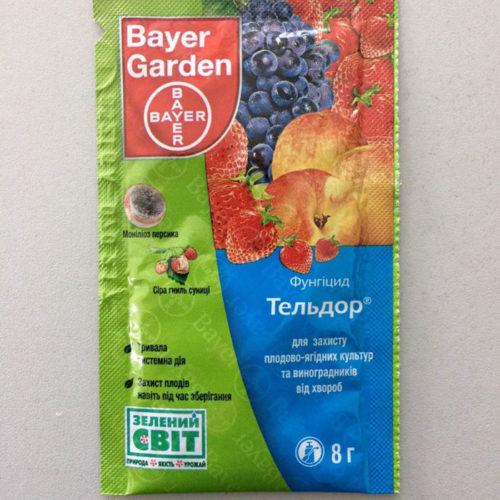 Bayer
Garden
BAYER
BAYER
Моніліоз персика
Сіра гниль суниці
Тривала
системна дія
Захист плодів
навіть під час зберігання
ЗЕЛЕНИЙ
СВІТ
ПРИРОДА ЯКІСТЬ УРОЖАЙ
Фунгіцид
Тельдор®
для захисту
плодово-ягідних культур
та виноградників
від хвороб
8 г